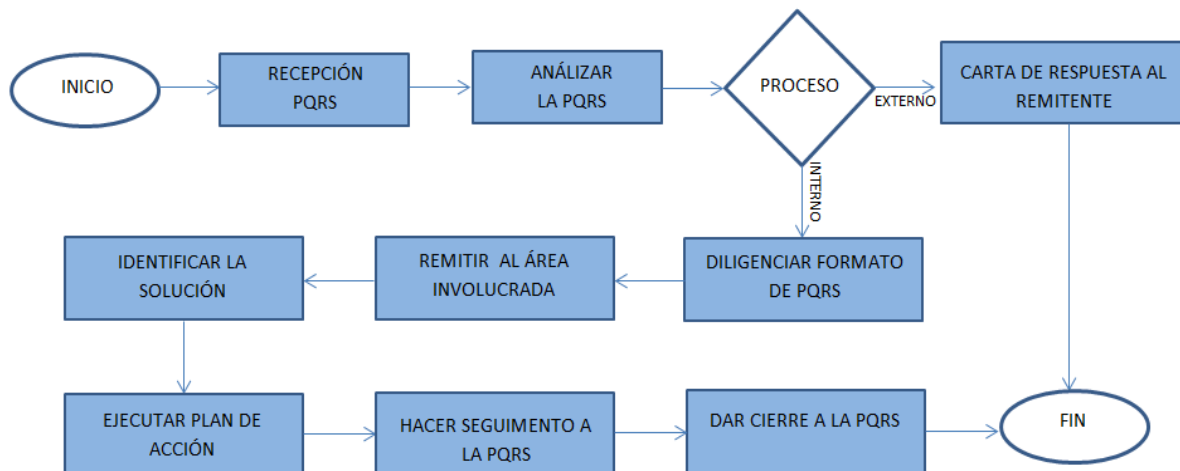 INICIO
RECEPCIÓN
PQRS
ANÁLIZAR
LA PQRS
PROCESO
EXTERNO
CARTA DE RESPUESTA AL
REMITENTE
INTERNO
DILIGENCIAR FORMATO
DE PQRS
REMITIR AL ÁREA
INVOLUCRADA
IDENTIFICAR LA
SOLUCIÓN
EJECUTAR PLAN DE
ACCIÓN
HACER SEGUIMENTO A
LA PQRS
DAR CIERRE A LA PQRS
FIN